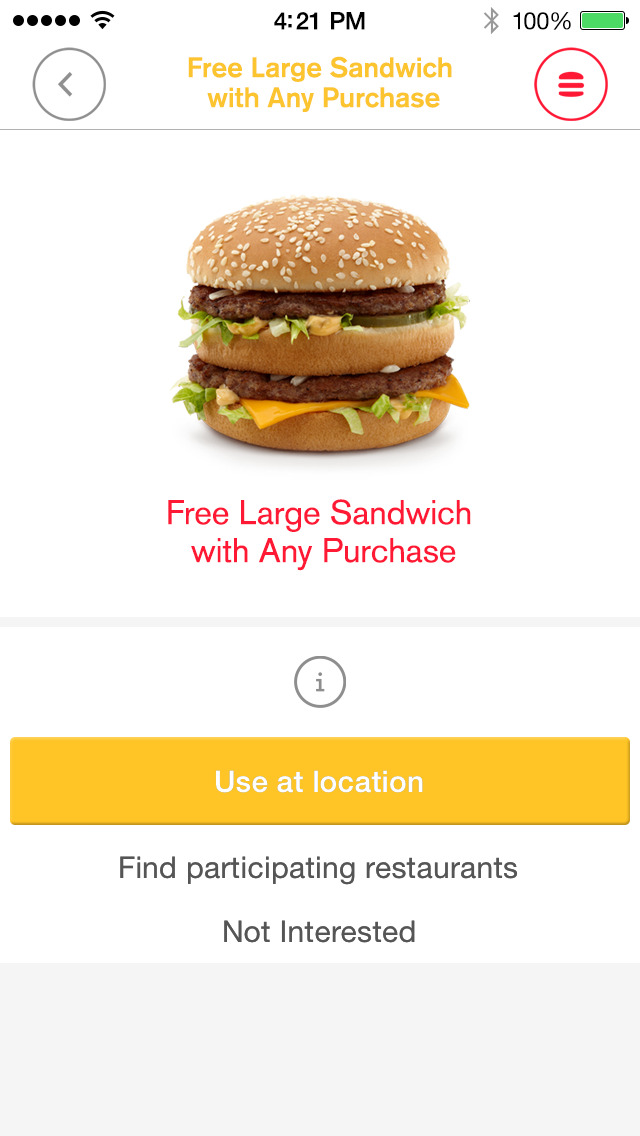 4:21 PM 100%
Free Large Sandwich
with Any Purchase
Free Large Sandwich
with Any Purchase
i
Use at location
Find participating restaurants
Not Interested